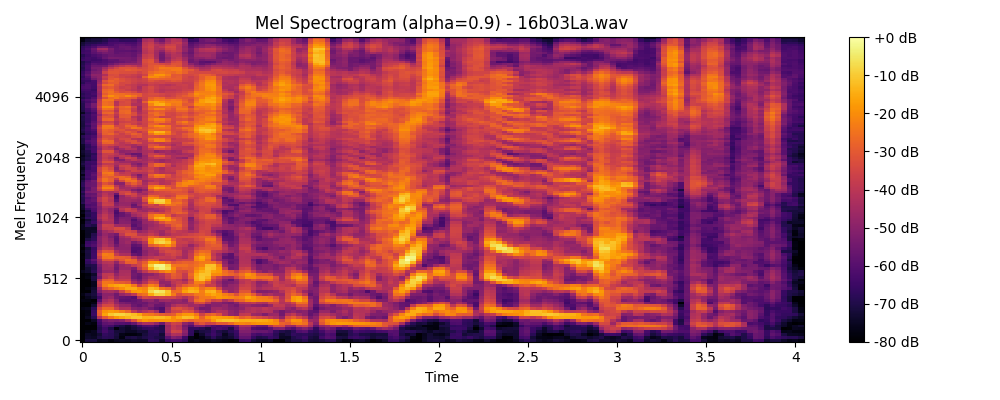 Mel Spectrogram (alpha=0.9) - 16b03La.wav
Mel Frequency
4096
2048
1024
512
0
0
0.5
1
1.5
2
2.5
3
3.5
4
Time
+0 dB
-10 dB
-20 dB
-30 dB
-40 dB
-50 dB
-60 dB
-70 dB
-80 dB